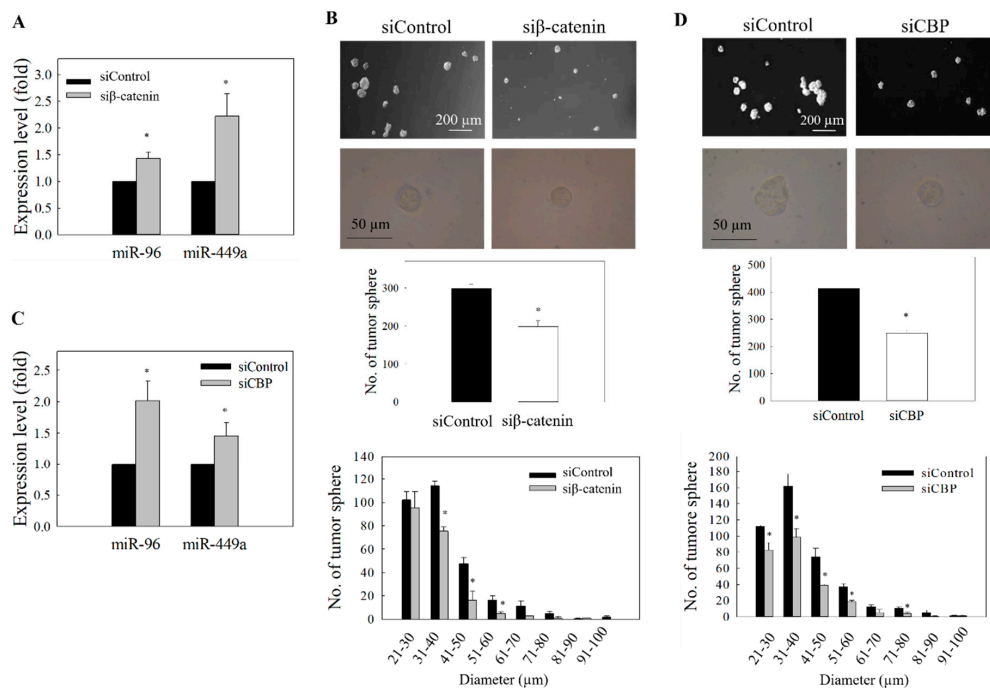 A
Expression level (fold)
3.0
2.5
2.0
1.5
1.0
0.5
0.0
siControl
siβ-catenin
*
*
miR-96 miR-449a
C
Expression level (fold)
2.5
2.0
1.5
1.0
0.5
0.0
siControl
siCBP
*
*
miR-96 miR-449a
B
siControl siβ-catenin
200 µm
50 µm
No. of tumor sphere
300
200
100
0
*
siControl siβ-catenin
No. of tumor sphere
140
120
100
80
60
40
20
0
siControl
siβ-catenin
*
*
*
21-30 31-40 41-50 51-60 61-70 71-80 81-90 91-100
Diameter (µm)
D
siControl siCBP
200 µm
50 µm
No. of tumor sphere
500
400
300
200
100
0
*
siControl siCBP
No. of tumore sphere
200
180
160
140
120
100
80
60
40
20
0
siControl
siCBP
*
*
*
*
*
21-30 31-40 41-50 51-60 61-70 71-80 81-90 91-100
Diameter (µm)